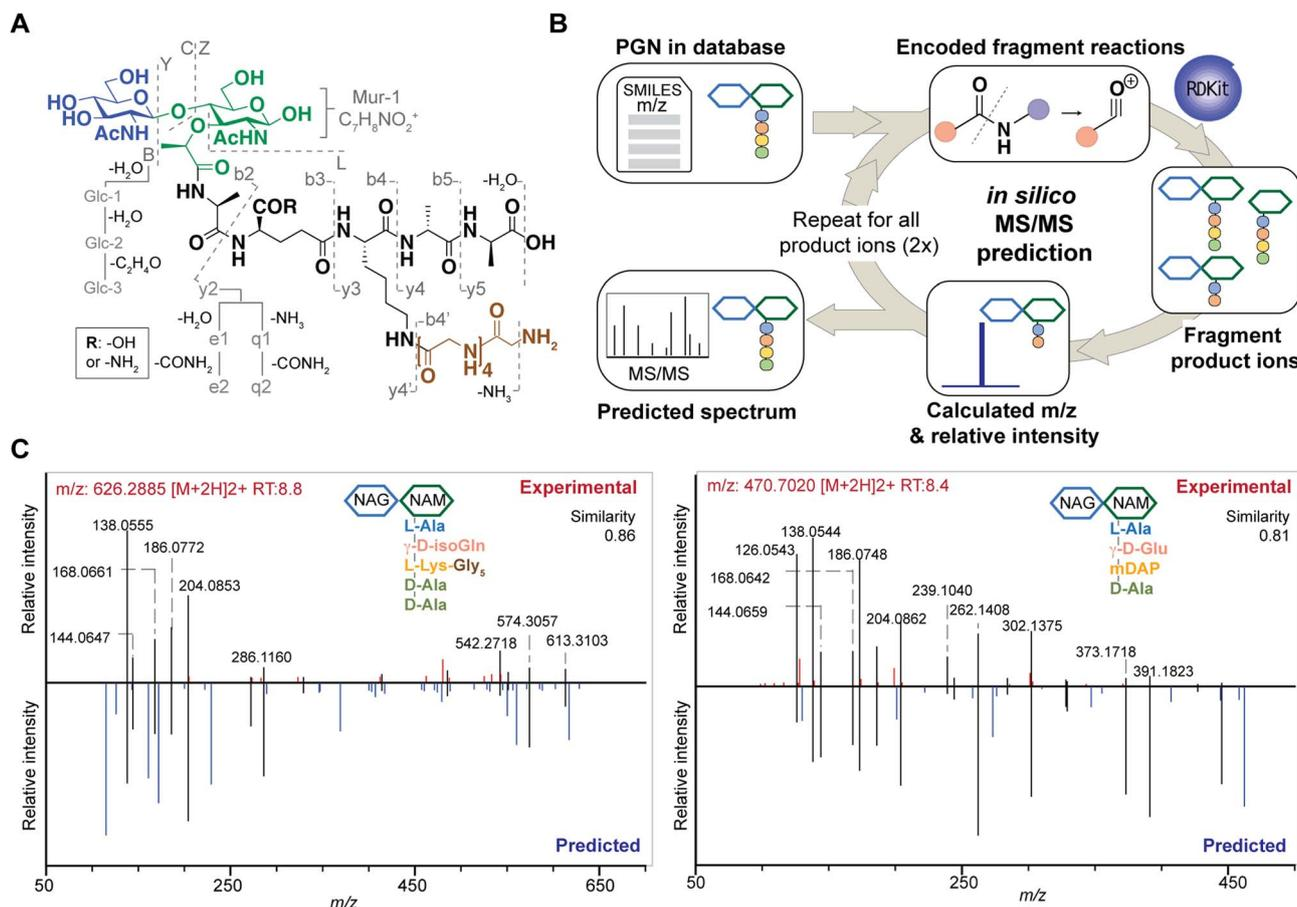 A
OH
HO
HO
AcNH
O
Y
C
Z
OH
O
O
OH
AcHN
Mur-1
C₇H₈NO₂⁺
O
B
L
-H₂O
Glc-1
-H₂O
Glc-2
-C₂H₄O
Glc-3
O
HN
b2
COR
O
N
H
b3-
H
N
O
y3
b4-
O
N
H
y4
b5-
H
N
O
y5
-H₂O
O
OH
y2
-H₂O
-NH₃
e1
q1
-CONH₂
-CONH₂
e2
q2
R: -OH
or -NH₂
HN
-b4'
O
N
H
4
O
NH₂
y4'
-NH₃
B
PGN in database
SMILES
m/z
Encoded fragment reactions
O
N
H
O
+
RDKit
in silico
MS/MS
prediction
Repeat for all
product ions (2x)
Fragment
product ions
MS/MS
Predicted spectrum
Calculated m/z
& relative intensity
C
m/z: 626.2885 [M+2H]2+ RT:8.8
Experimental
Similarity
0.86
NAG
NAM
L-Ala
γ-D-isoGln
L-Lys-Gly₅
D-Ala
D-Ala
138.0555
186.0772
168.0661
204.0853
144.0647
286.1160
542.2718
574.3057
613.3103
Relative intensity
Relative intensity
Predicted
50
250
450
650
m/z
m/z: 470.7020 [M+2H]2+ RT:8.4
Experimental
Similarity
0.81
NAG
NAM
L-Ala
γ-D-Glu
mDAP
D-Ala
138.0544
126.0543
186.0748
168.0642
144.0659
204.0862
239.1040
262.1408
302.1375
373.1718
391.1823
Relative intensity
Relative intensity
Predicted
50
250
450
m/z